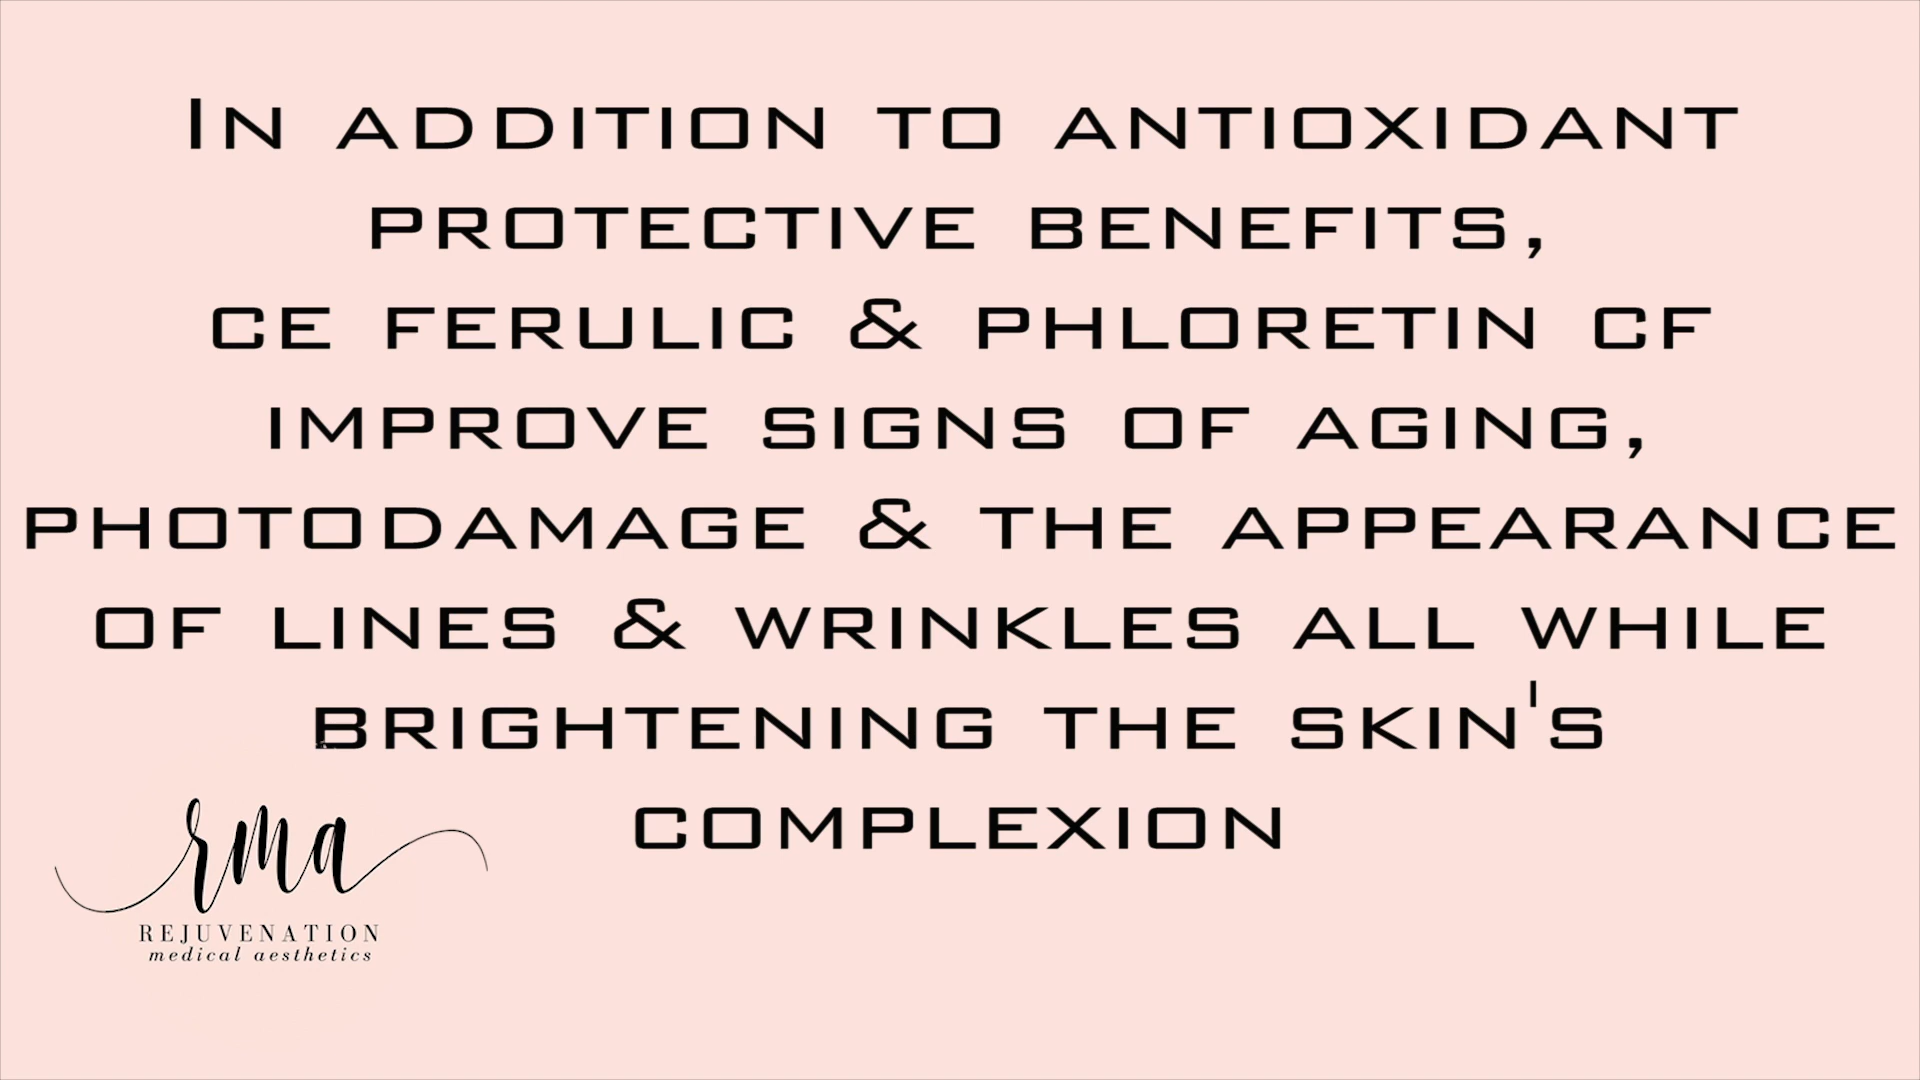 In addition to antioxidant
protective benefits,
ce ferulic & phloretin cf
improve signs of aging,
photodamage & the appearance
of lines & wrinkles all while
brightening the skin's
complexion
rma
REJUVENATION
medical aesthetics